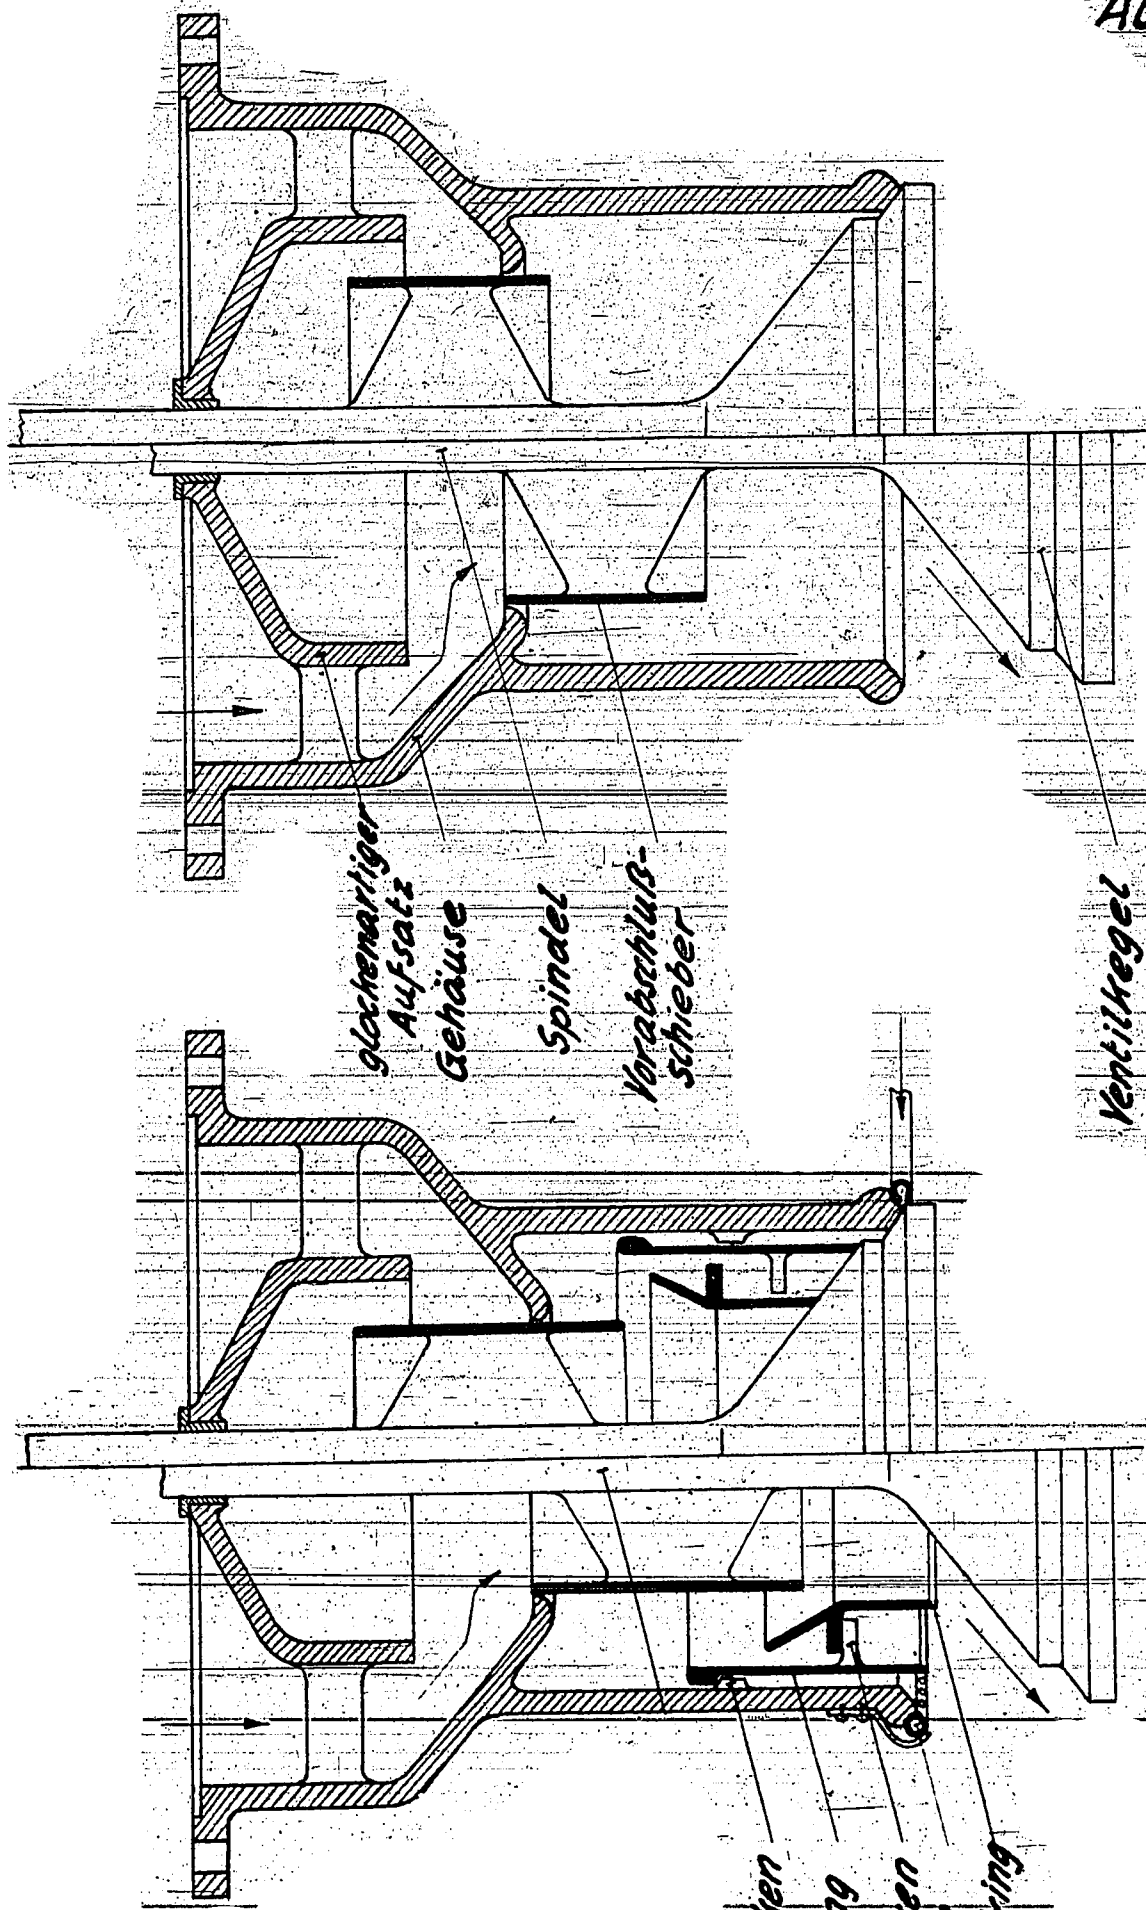 glockenartiger
Aufsatz
Gehäuse
Spindel
Vorabschluß-
schieber
Ventilkegel